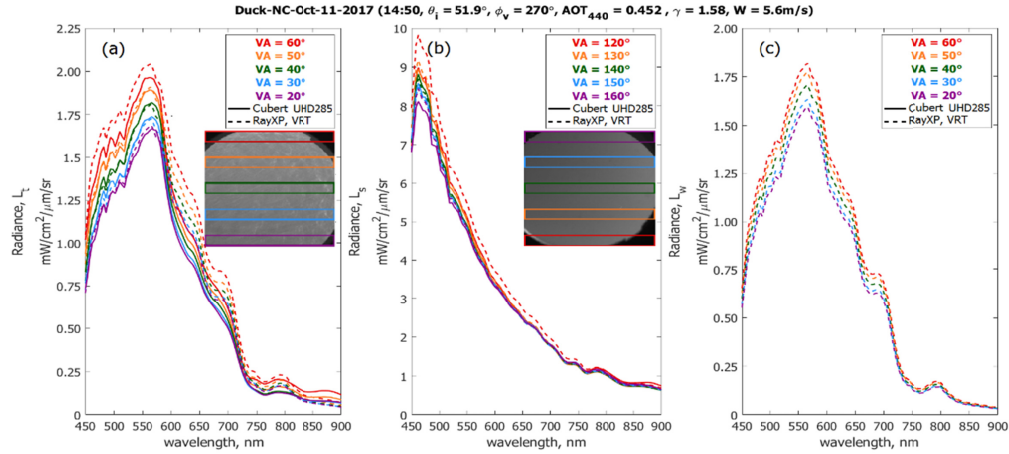 Duck-NC-Oct-11-2017 (14:50, θi = 51.9°, ϕv = 270°, AOT440 = 0.452 , γ = 1.58, W = 5.6m/s)
(a)
VA = 60°
VA = 50°
VA = 40°
VA = 30°
VA = 20°
Cubert UHD285
RayXP, VRT
Radiance, Lt
mW/cm²/μm/sr
2.25
2.00
1.75
1.50
1.25
1.00
0.75
0.50
0.25
0
450 500 550 600 650 700 750 800 850 900
wavelength, nm
(b)
VA = 120°
VA = 130°
VA = 140°
VA = 150°
VA = 160°
Cubert UHD285
RayXP, VRT
Radiance, Ls
mW/cm²/μm/sr
10
9
8
7
6
5
4
3
2
1
0
450 500 550 600 650 700 750 800 850 900
wavelength, nm
(c)
VA = 60°
VA = 50°
VA = 40°
VA = 30°
VA = 20°
Cubert UHD285
RayXP, VRT
Radiance, Lw
mW/cm²/μm/sr
2.00
1.75
1.50
1.25
1.00
0.75
0.50
0.25
0
450 500 550 600 650 700 750 800 850 900
wavelength, nm